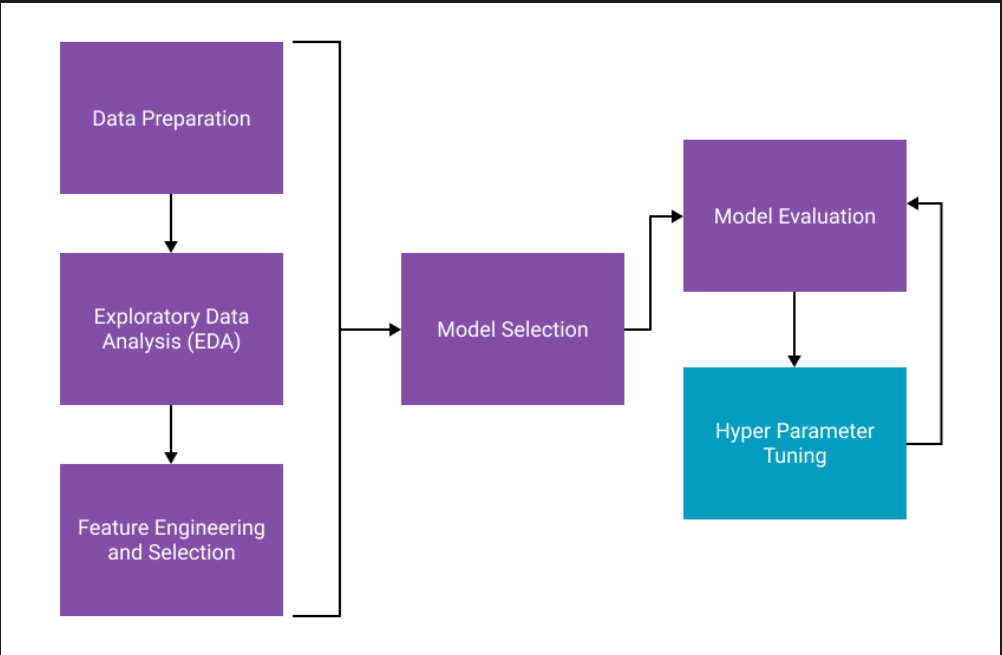 Data Preparation
Exploratory Data
Analysis (EDA)
Feature Engineering
and Selection
Model Selection
Model Evaluation
Hyper Parameter
Tuning